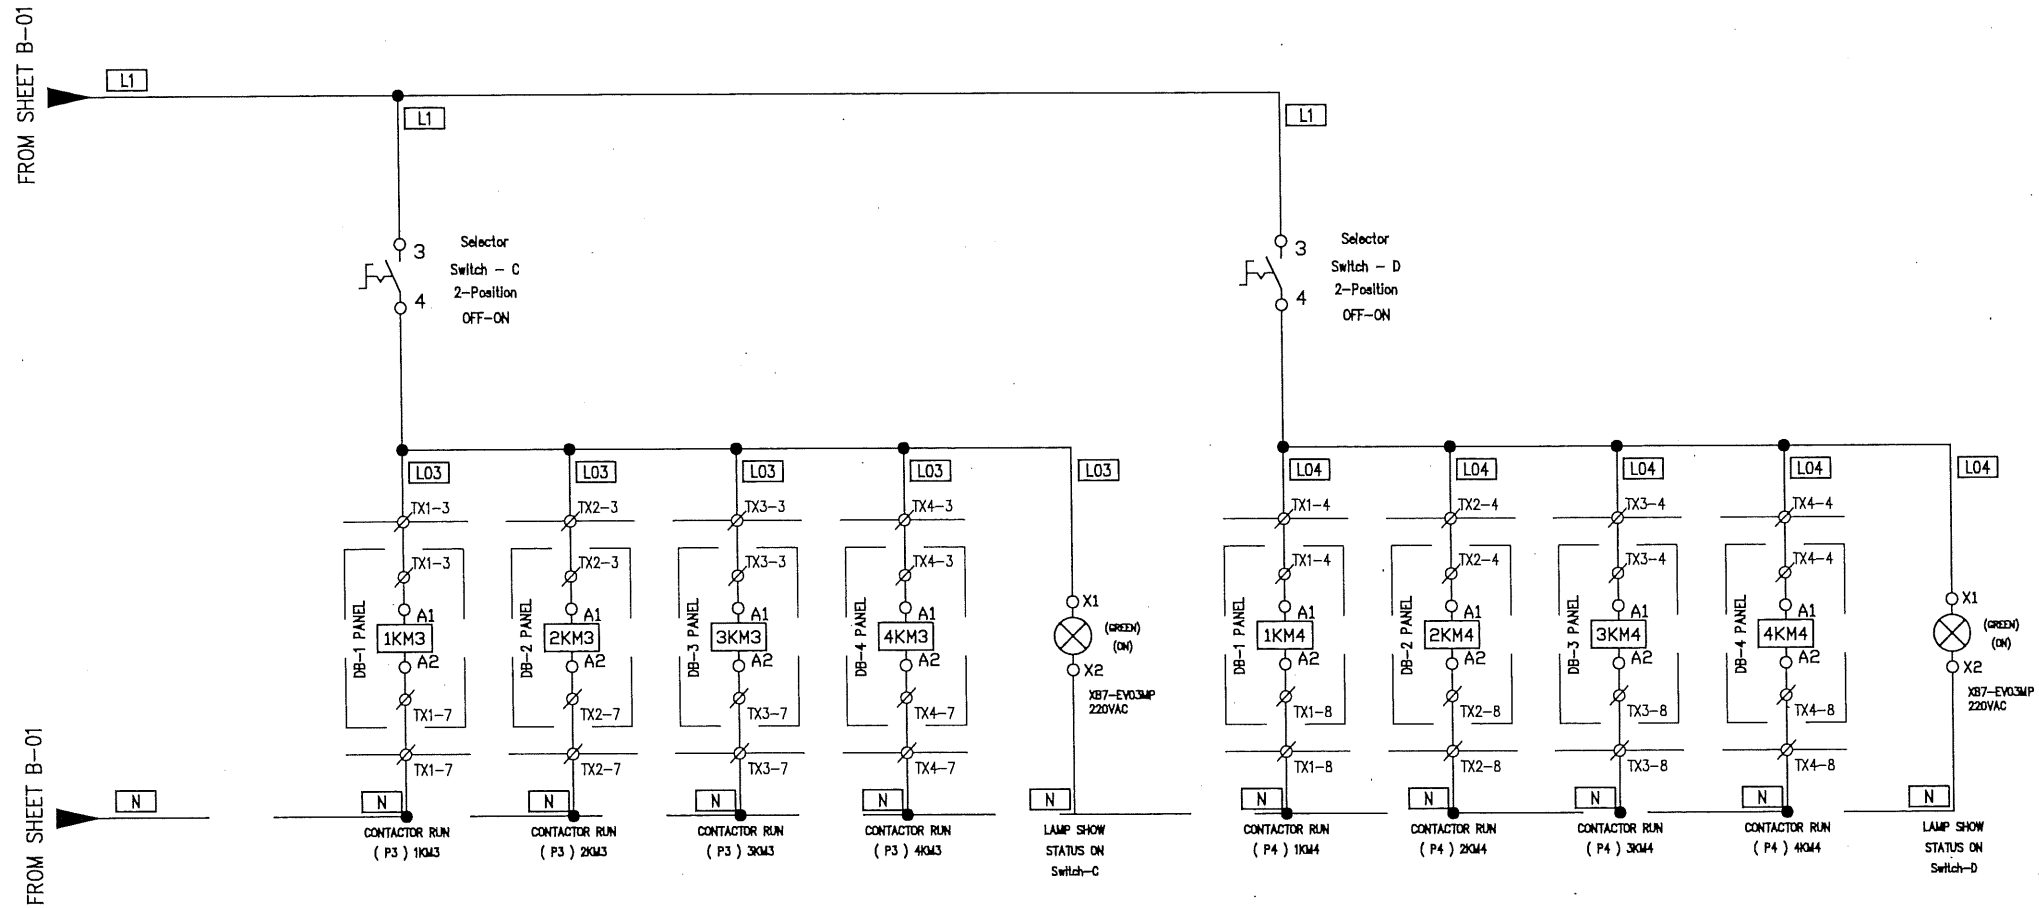 FROM SHEET B-01
L1
L1
L1
3
4
Selector
Switch - C
2-Position
OFF-ON
3
4
Selector
Switch - D
2-Position
OFF-ON
L03
L03
L03
L03
L03
L04
L04
L04
L04
L04
TX1-3
TX2-3
TX3-3
TX4-3
TX1-4
TX2-4
TX3-4
TX4-4
TX1-3
TX2-3
TX3-3
TX4-3
TX1-4
TX2-4
TX3-4
TX4-4
DB-1 PANEL
A1
1KM3
A2
DB-2 PANEL
A1
2KM3
A2
DB-3 PANEL
A1
3KM3
A2
DB-4 PANEL
A1
4KM3
A2
X1
(GREEN)
(ON)
X2
XB7-EV03MP
220VAC
DB-1 PANEL
A1
1KM4
A2
DB-2 PANEL
A1
2KM4
A2
DB-3 PANEL
A1
3KM4
A2
DB-4 PANEL
A1
4KM4
A2
X1
(GREEN)
(ON)
X2
XB7-EV03MP
220VAC
TX1-7
TX2-7
TX3-7
TX4-7
TX1-8
TX2-8
TX3-8
TX4-8
TX1-7
TX2-7
TX3-7
TX4-7
TX1-8
TX2-8
TX3-8
TX4-8
FROM SHEET B-01
N
N
N
N
N
N
N
N
N
N
N
CONTACTOR RUN
( P3 ) 1KM3
CONTACTOR RUN
( P3 ) 2KM3
CONTACTOR RUN
( P3 ) 3KM3
CONTACTOR RUN
( P3 ) 4KM3
LAMP SHOW
STATUS ON
Switch-C
CONTACTOR RUN
( P4 ) 1KM4
CONTACTOR RUN
( P4 ) 2KM4
CONTACTOR RUN
( P4 ) 3KM4
CONTACTOR RUN
( P4 ) 4KM4
LAMP SHOW
STATUS ON
Switch-D